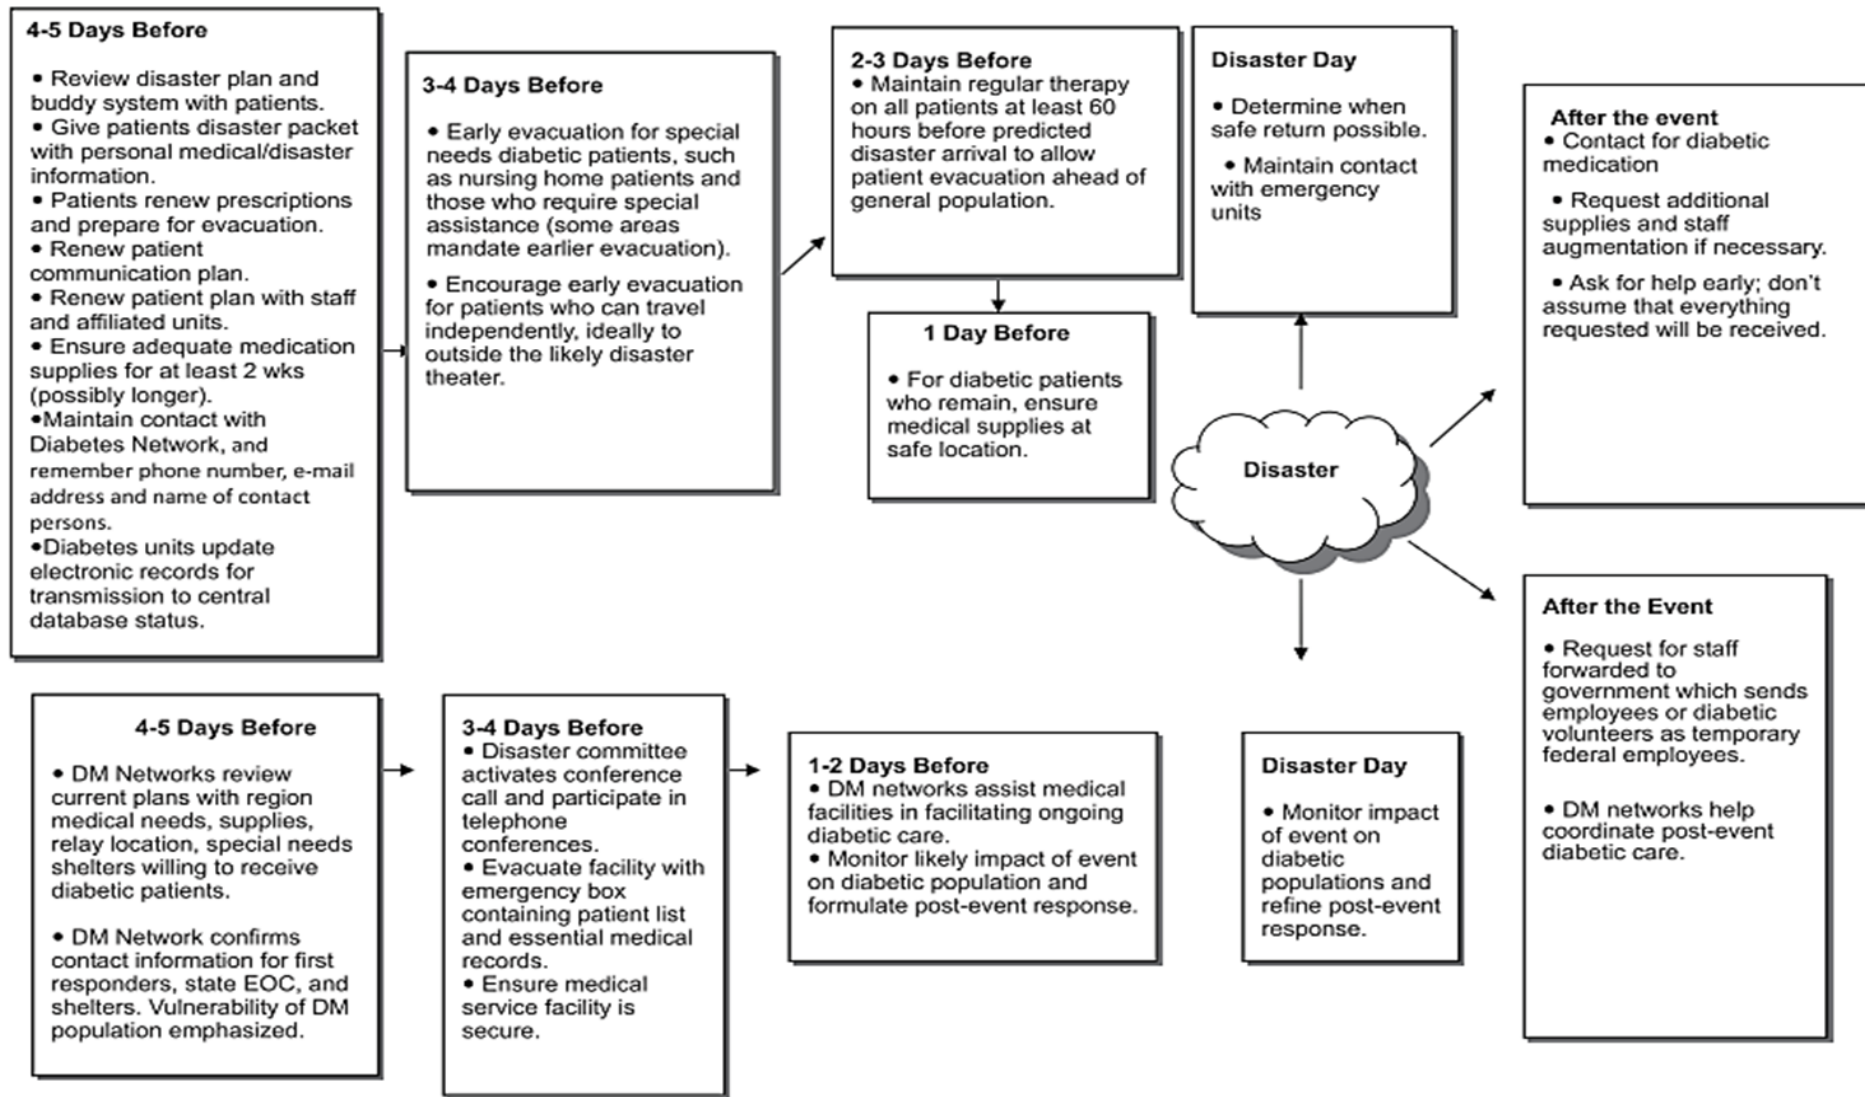 4-5 Days Before
• Review disaster plan and
buddy system with patients.
• Give patients disaster packet
with personal medical/disaster
information.
• Patients renew prescriptions
and prepare for evacuation.
• Renew patient
communication plan.
• Renew patient plan with staff
and affiliated units.
• Ensure adequate medication
supplies for at least 2 wks
(possibly longer).
•Maintain contact with
Diabetes Network, and
remember phone number, e-mail
address and name of contact
persons.
•Diabetes units update
electronic records for
transmission to central
database status.
3-4 Days Before
• Early evacuation for special
needs diabetic patients, such
as nursing home patients and
those who require special
assistance (some areas
mandate earlier evacuation).
• Encourage early evacuation
for patients who can travel
independently, ideally to
outside the likely disaster
theater.
2-3 Days Before
• Maintain regular therapy
on all patients at least 60
hours before predicted
disaster arrival to allow
patient evacuation ahead of
general population.
1 Day Before
• For diabetic patients
who remain, ensure
medical supplies at
safe location.
Disaster Day
• Determine when
safe return possible.
• Maintain contact
with emergency
units
Disaster
After the event
• Contact for diabetic
medication
• Request additional
supplies and staff
augmentation if necessary.
• Ask for help early; don't
assume that everything
requested will be received.
4-5 Days Before
• DM Networks review
current plans with region
medical needs, supplies,
relay location, special needs
shelters willing to receive
diabetic patients.
• DM Network confirms
contact information for first
responders, state EOC, and
shelters. Vulnerability of DM
population emphasized.
3-4 Days Before
• Disaster committee
activates conference
call and participate in
telephone
conferences.
• Evacuate facility with
emergency box
containing patient list
and essential medical
records.
• Ensure medical
service facility is
secure.
1-2 Days Before
• DM networks assist medical
facilities in facilitating ongoing
diabetic care.
• Monitor likely impact of event
on diabetic population and
formulate post-event response.
Disaster Day
• Monitor impact
of event on
diabetic
populations and
refine post-event
response.
After the Event
• Request for staff
forwarded to
government which sends
employees or diabetic
volunteers as temporary
federal employees.
• DM networks help
coordinate post-event
diabetic care.